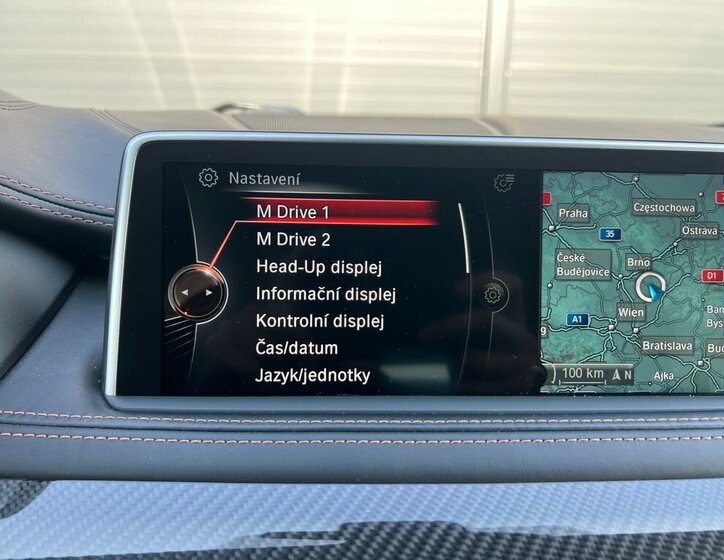 Nastavení
M Drive 1
M Drive 2
Head-Up displej
Informační displej
Kontrolní displej
Čas/datum
Jazyk/jednotky
Praha
Częstochowa
Ostrava
35
České
Budějovice
Brno
D1
A1
Wien
Bratislava
Ajka
100 km
N